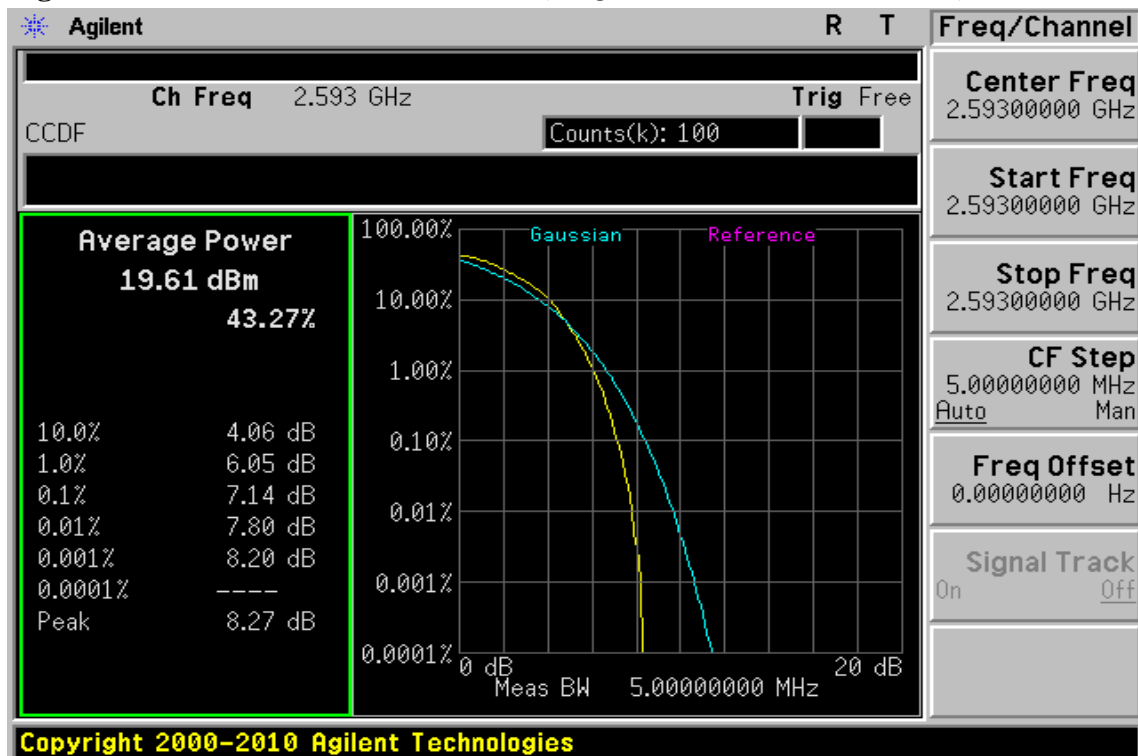 Agilent
R T
Freq/Channel
Ch Freq 2.593 GHz
Trig Free
CCDF
Counts(k): 100
Center Freq
2.59300000 GHz
Start Freq
2.59300000 GHz
Stop Freq
2.59300000 GHz
CF Step
5.00000000 MHz
Auto Man
Freq Offset
0.00000000 Hz
Signal Track
On Off
Average Power
19.61 dBm
43.27%
10.0% 4.06 dB
1.0% 6.05 dB
0.1% 7.14 dB
0.01% 7.80 dB
0.001% 8.20 dB
0.0001% ----
Peak 8.27 dB
Gaussian
Reference
100.00%
10.00%
1.00%
0.10%
0.01%
0.001%
0.0001%
0 dB
20 dB
Meas BW 5.00000000 MHz
Copyright 2000-2010 Agilent Technologies